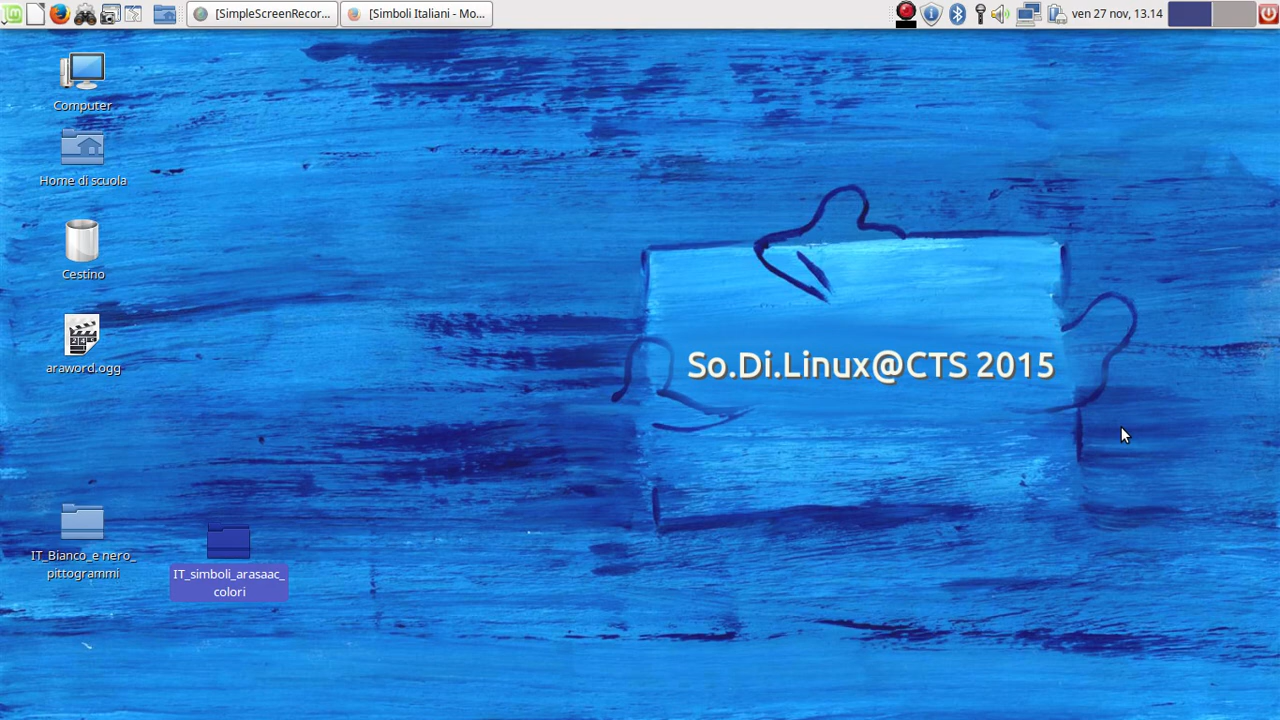 [SimpleScreenRecor...
[Simboli Italiani - Mo...
ven 27 nov, 13.14
Computer
Home di scuola
Cestino
araword.ogg
So.Di.Linux@CTS 2015
IT_Bianco_e nero_
pittogrammi
IT_simboli_arasaac_
colori